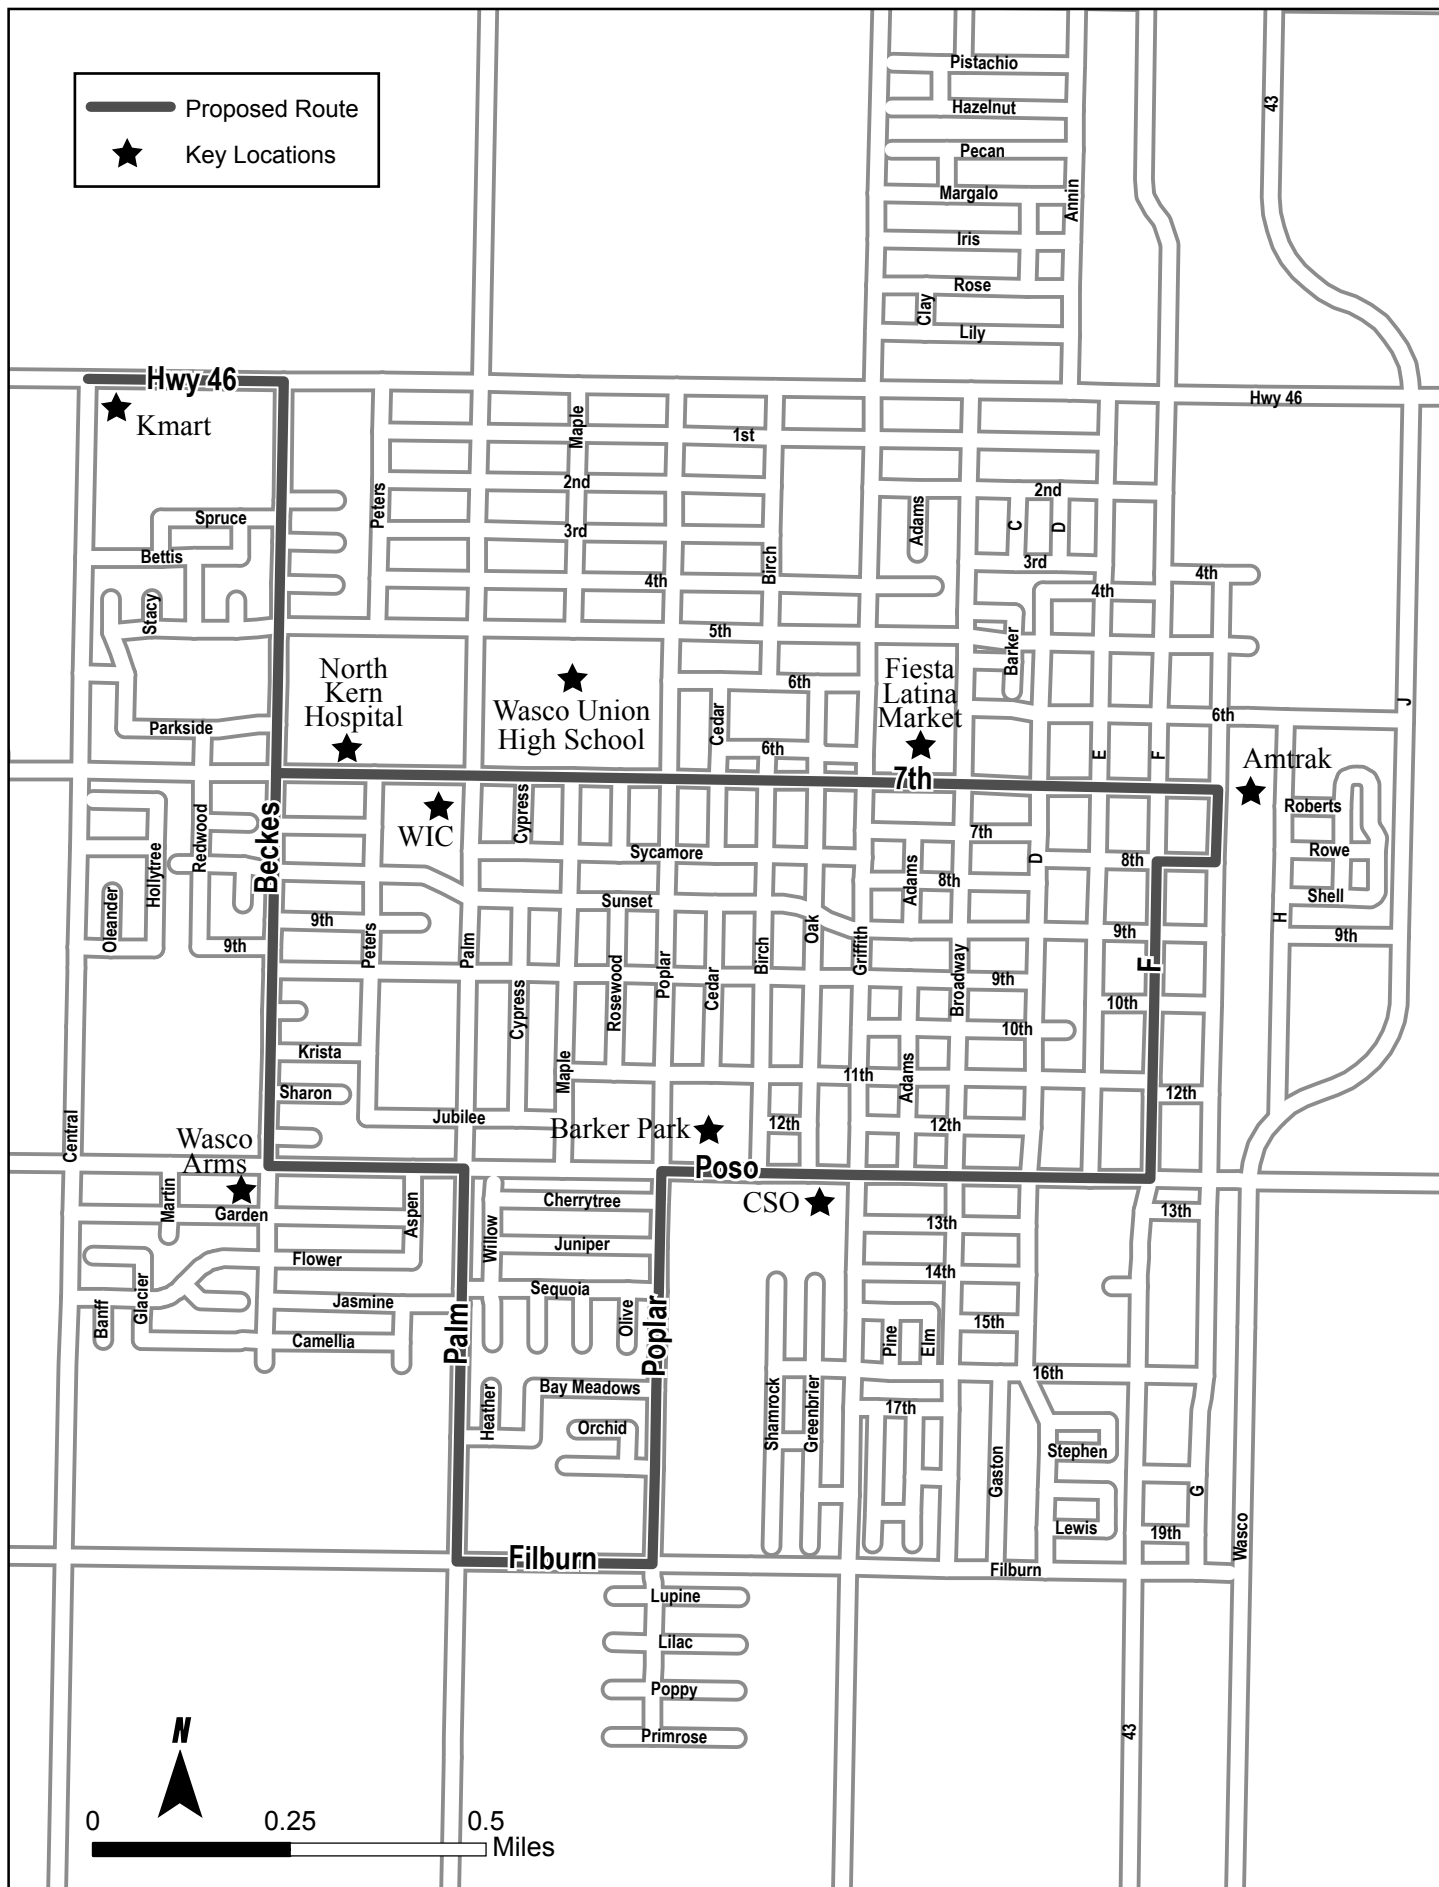 Pistachio
Proposed Route
Hazelnut
43
Key Locations
Pecan
Margalo
Annin
Iris
Rose
Clay
Lily
Hwy 46
Hwy 46
Kmart
Maple
1st
2nd
Peters
2nd
Spruce
Adams
C
D
3rd
Bettis
Birch
3rd
4th
4th
4th
Stacy
5th
Barker
North
Kern
Hospital
Fiesta
Latina
Market
6th
Wasco Union
High School
J
Parkside
Cedar
6th
6th
E
F
Amtrak
7th
Beckes
Redwood
Cypress
WIC
Roberts
7th
Sycamore
Rowe
D
8th
Hollytree
Adams
8th
Shell
Oleander
Sunset
9th
H
9th
Peters
Palm
Birch
Oak
Griffith
9th
9th
F
Rosewood
Poplar
Cedar
Broadway
9th
Cypress
10th
10th
Krista
Maple
11th
Adams
Sharon
12th
Jubilee
12th
12th
Central
Barker Park
Wasco
Arms
Poso
Martin
Garden
Aspen
Cherrytree
CSO
13th
13th
Willow
Juniper
Flower
14th
Glacier
Sequoia
Jasmine
Banff
Olive
15th
Camellia
Palm
Poplar
Pine
Elm
16th
Bay Meadows
Heather
Shamrock
Greenbrier
17th
Orchid
Stephen
Gaston
G
Lewis
19th
Wasco
Filburn
Filburn
Lupine
Lilac
Poppy
N
43
Primrose
0
0.25
0.5
Miles